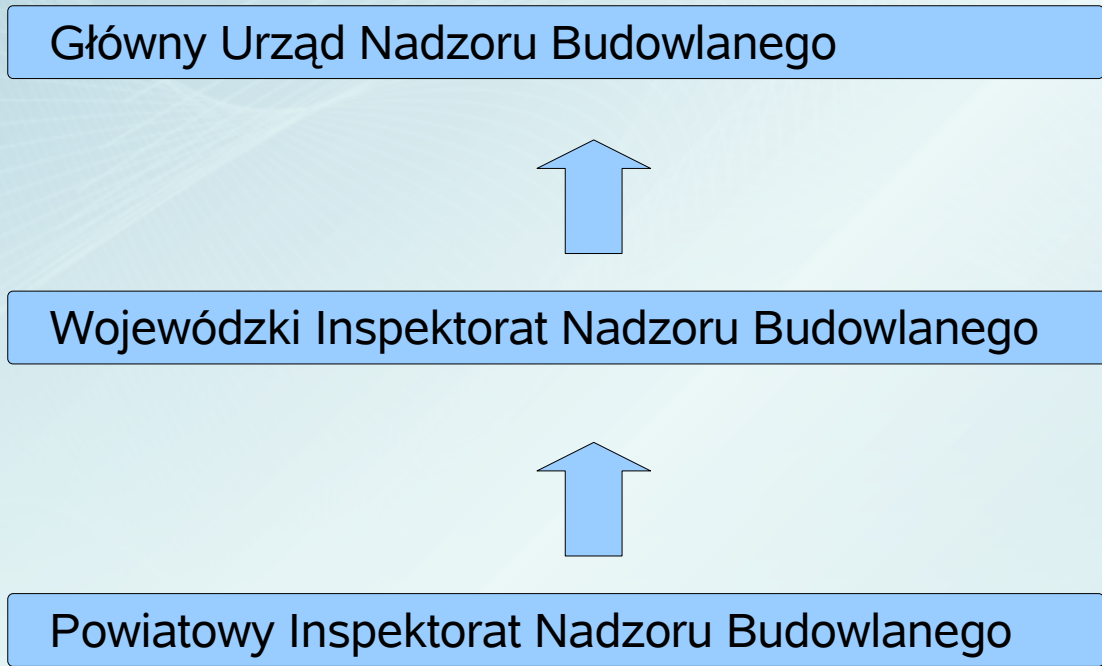 Główny Urząd Nadzoru Budowlanego
Wojewódzki Inspektorat Nadzoru Budowlanego
Powiatowy Inspektorat Nadzoru Budowlanego